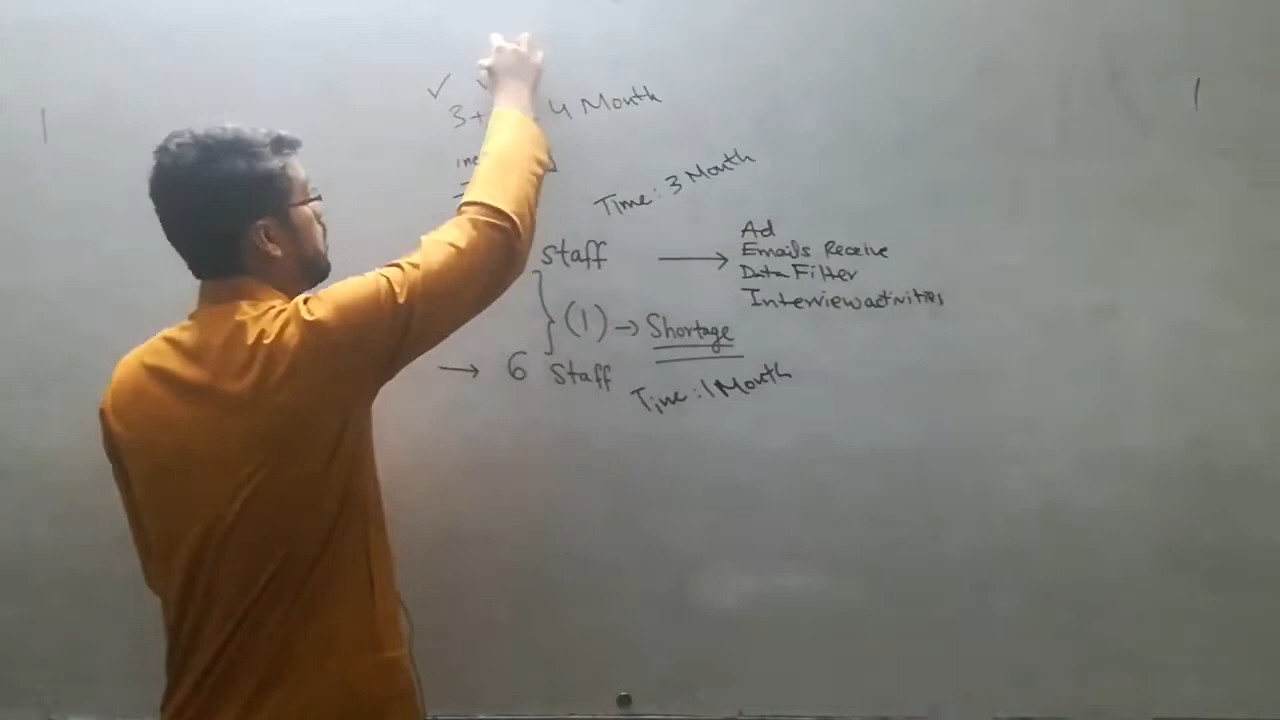 3+ 4 Month
Time: 3 Month
Staff → Ad
Emails Receive
Data Filter
Interview activities
(1) → Shortage
→ 6 Staff
Time: 1 Month